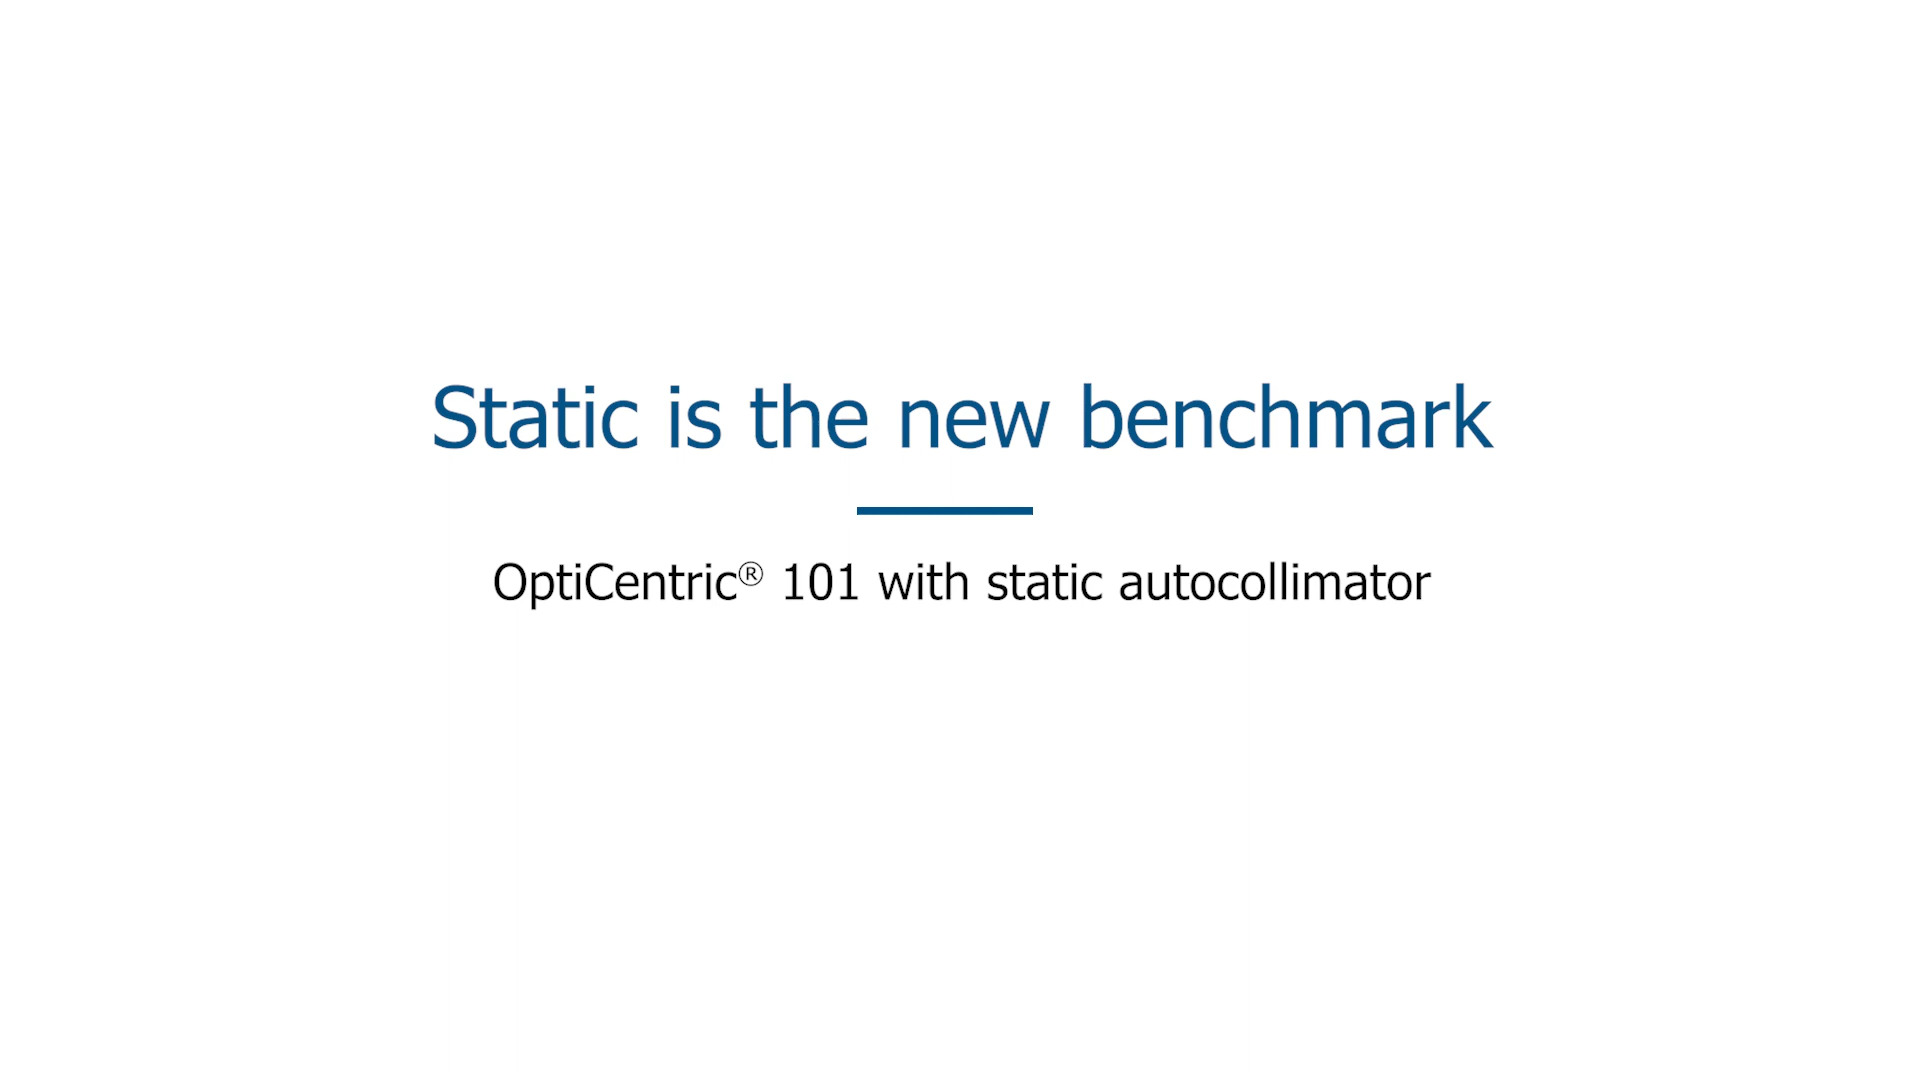 Static is the new benchmark
OptiCentric® 101 with static autocollimator